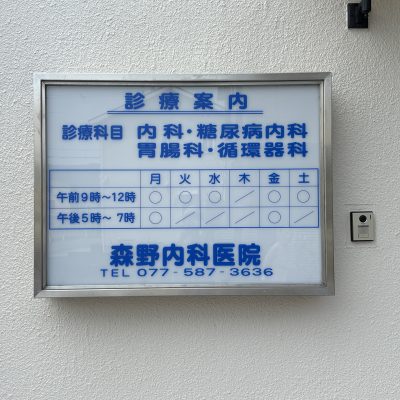 診療案内
診療科目 内科・糖尿病内科
胃腸科・循環器科
月 火 水 木 金 土
午前9時〜12時 ○ ○ ○ ／ ○ ○
午後5時〜7時 ○ ／ ／ ／ ○ ／
森野内科医院
TEL 077-587-3636